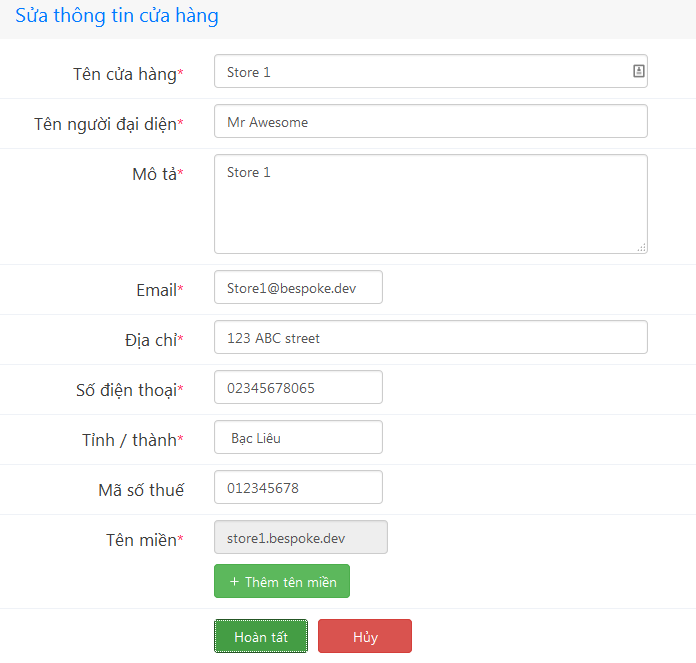 Sửa thông tin cửa hàng
Tên cửa hàng* Store 1
Tên người đại diện* Mr Awesome
Mô tả* Store 1
Email* Store1@bespoke.dev
Địa chỉ* 123 ABC street
Số điện thoại* 02345678065
Tỉnh / thành* Bạc Liêu
Mã số thuế 012345678
Tên miền* store1.bespoke.dev
+ Thêm tên miền
Hoàn tất Hủy